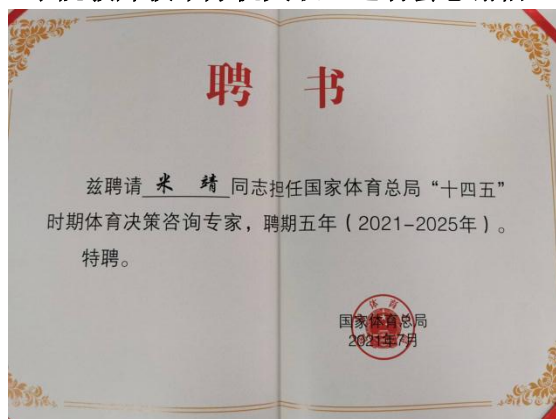 聘 书
兹聘请 米 靖 同志担任国家体育总局“十四五”
时期体育决策咨询专家，聘期五年（2021-2025年）。
特聘。
国家体育总局
2021年7月